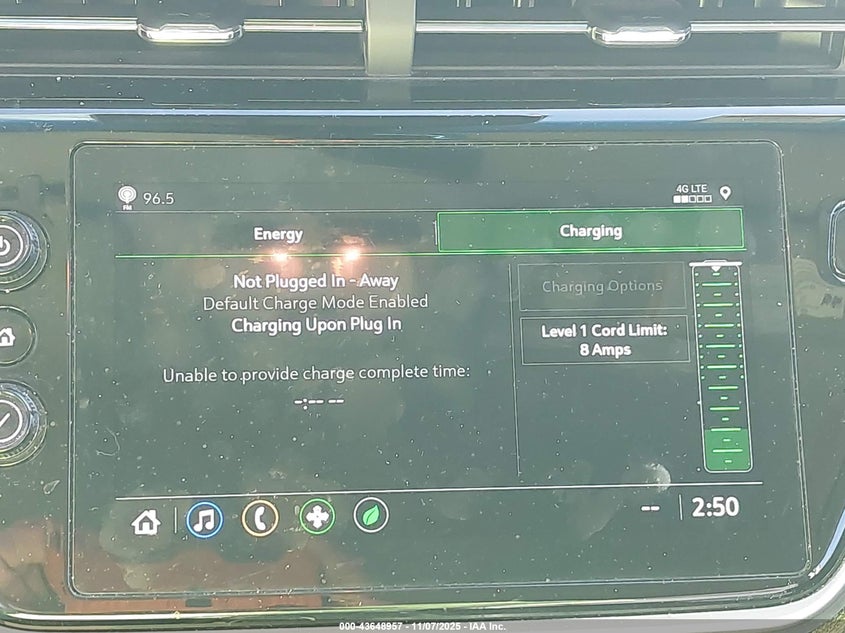 FM 96.5
4G LTE
Energy
Charging
Not Plugged In - Away
Default Charge Mode Enabled
Charging Upon Plug In
Unable to provide charge complete time:
-:-- --
Charging Options
Level 1 Cord Limit:
8 Amps
-- 2:50
000-43648957 - 11/07/2025 - IAA Inc.